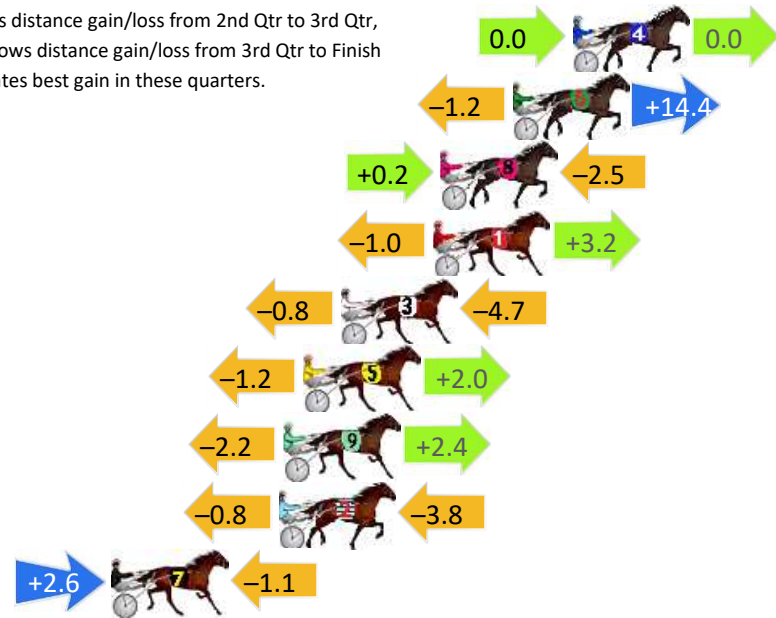 s distance gain/loss from 2nd Qtr to 3rd Qtr,
ows distance gain/loss from 3rd Qtr to Finish
ates best gain in these quarters.
0.0 4 0.0
–1.2 6 +14.4
+0.2 8 –2.5
–1.0 1 +3.2
–0.8 3 –4.7
–1.2 5 +2.0
–2.2 9 +2.4
–0.8 2 –3.8
+2.6 7 –1.1